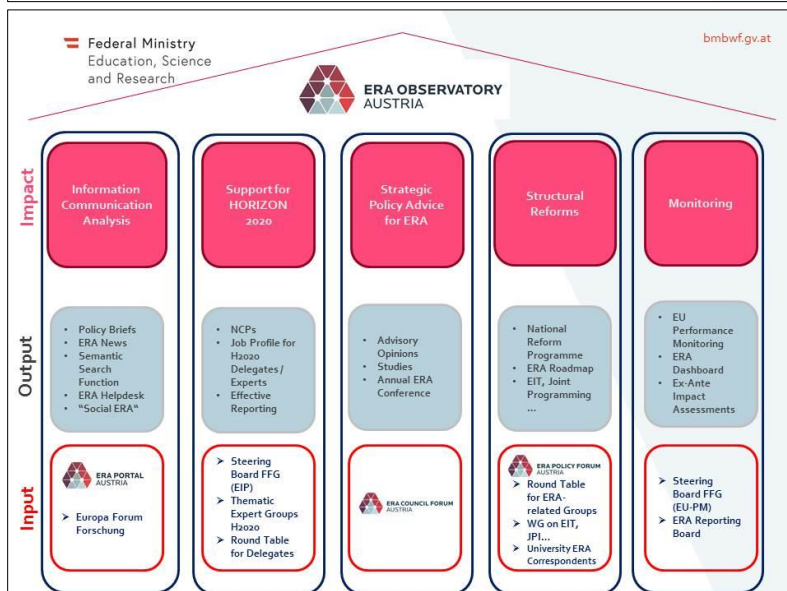 Federal Ministry
Education, Science
and Research
bmbwf.gv.at
ERA OBSERVATORY
AUSTRIA
Impact
Information
Communication
Analysis
Support for
HORIZON
2020
Strategic
Policy Advice
for ERA
Structural
Reforms
Monitoring
Output
• Policy Briefs
• ERA News
• Semantic
Search
Function
• ERA Helpdesk
• "Social ERA"
• NCPs
• Job Profile for
H2020
Delegates /
Experts
• Effective
Reporting
• Advisory
Opinions
• Studies
• Annual ERA
Conference
• National
Reform
Programme
• ERA Roadmap
• EIT, Joint
Programming
...
• EU
Performance
Monitoring
• ERA
Dashboard
• Ex-Ante
Impact
Assessments
Input
ERA PORTAL
AUSTRIA
➢ Europa Forum
Forschung
➢ Steering
Board FFG
(EIP)
➢ Thematic
Expert Groups
H2020
➢ Round Table
for Delegates
ERA COUNCIL FORUM
AUSTRIA
ERA POLICY FORUM
AUSTRIA
➢ Round Table
for ERA-
related Groups
➢ WG on EIT,
JPI...
➢ University ERA
Correspondents
➢ Steering
Board FFG
(EU-PM)
➢ ERA Reporting
Board